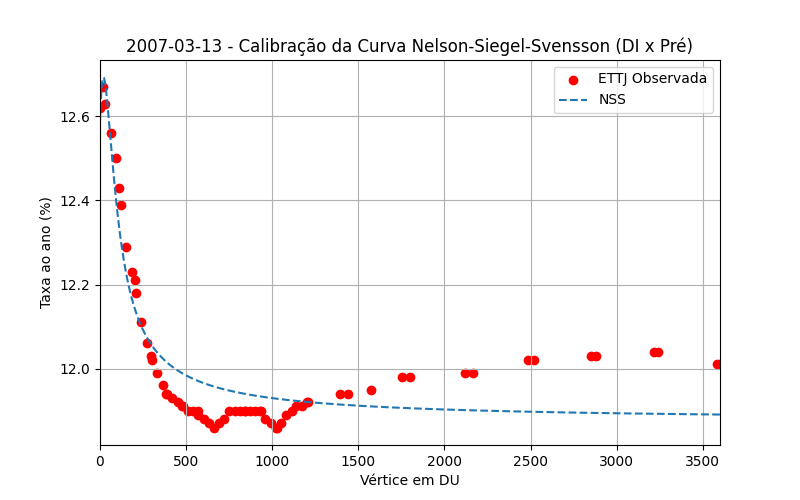 2007-03-13 - Calibração da Curva Nelson-Siegel-Svensson (DI x Pré)
ETTJ Observada
NSS
Taxa ao ano (%)
12.6
12.4
12.2
12.0
0 500 1000 1500 2000 2500 3000 3500
Vértice em DU